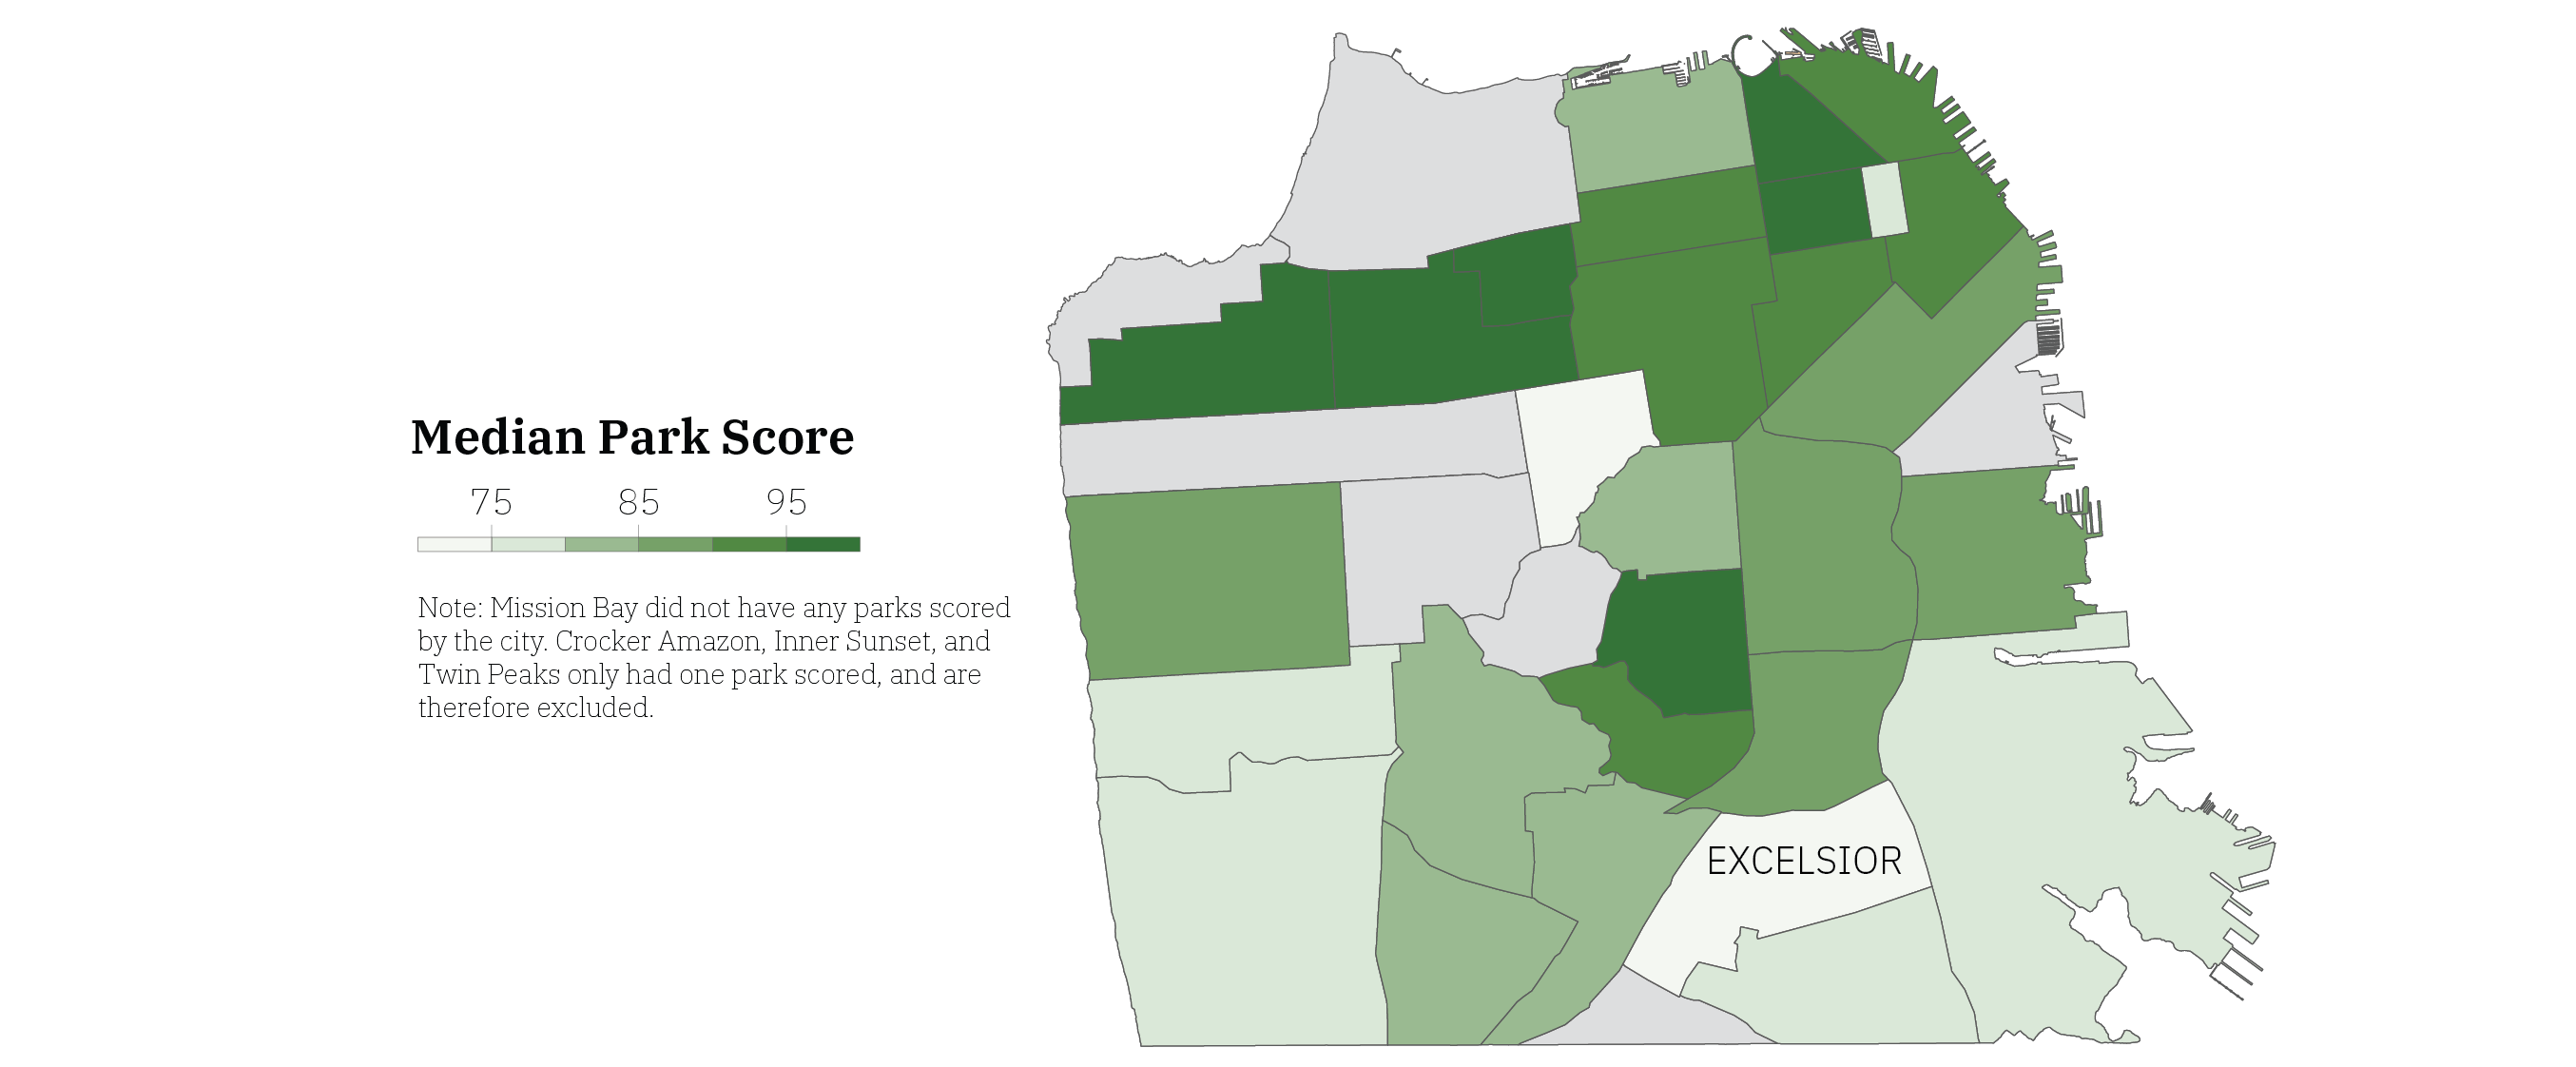 Median Park Score
75 85 95
Note: Mission Bay did not have any parks scored
by the city. Crocker Amazon, Inner Sunset, and
Twin Peaks only had one park scored, and are
therefore excluded.
EXCELSIOR